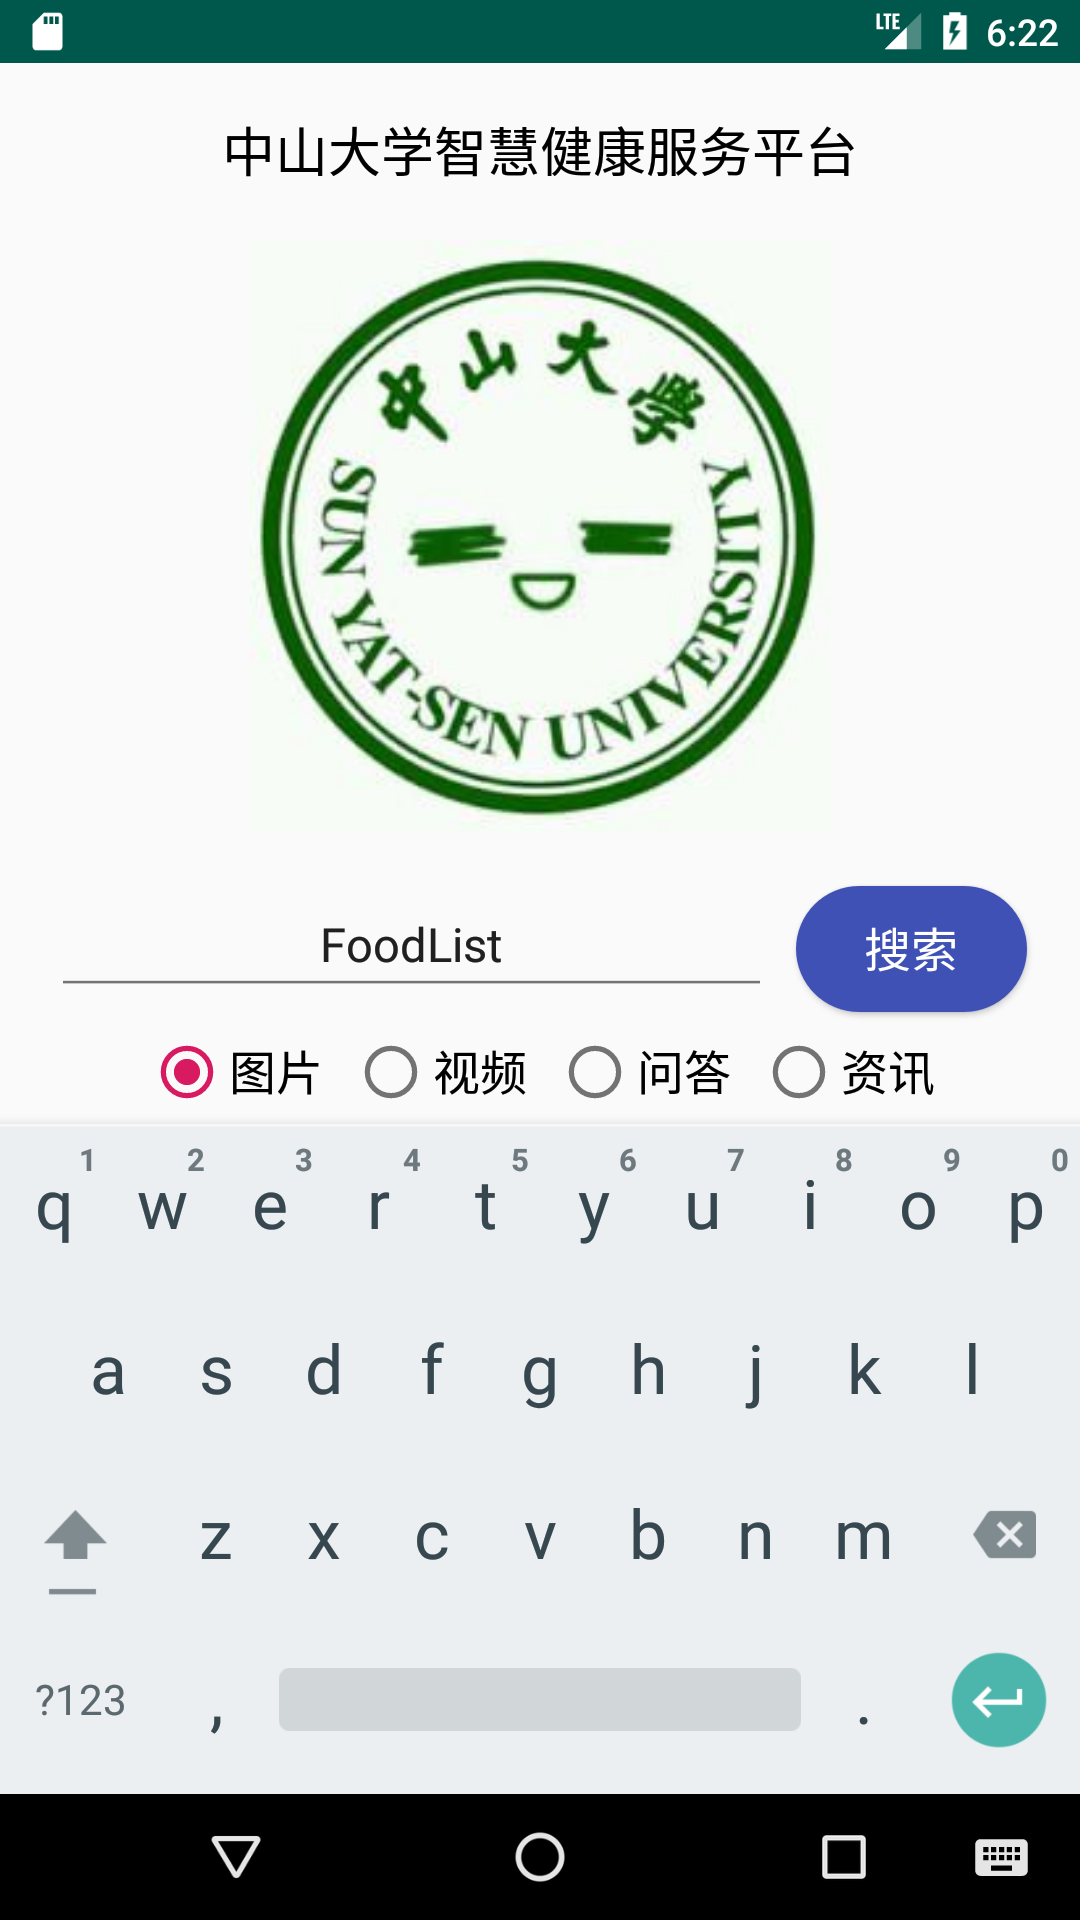 LTE 6:22
中山大学智慧健康服务平台
中山大學
SUN YAT-SEN UNIVERSITY
FoodList 搜索
图片 视频 问答 资讯
1 2 3 4 5 6 7 8 9 0
q w e r t y u i o p
a s d f g h j k l
z x c v b n m
?123 , .